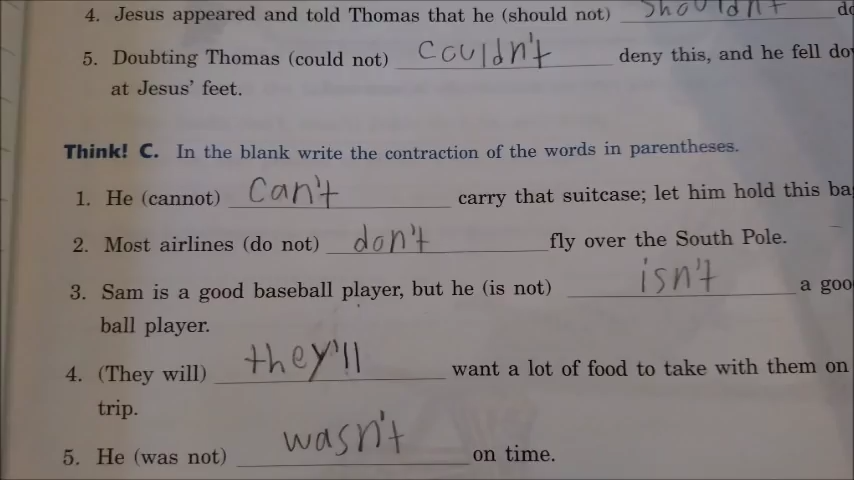 4. Jesus appeared and told Thomas that he (should not) shouldn't
5. Doubting Thomas (could not) couldn't deny this, and he fell
at Jesus' feet.
Think! C. In the blank write the contraction of the words in parentheses.
1. He (cannot) can't carry that suitcase; let him hold this
2. Most airlines (do not) don't fly over the South Pole.
3. Sam is a good baseball player, but he (is not) isn't a
ball player.
4. (They will) they'll want a lot of food to take with them on
trip.
5. He (was not) wasn't on time.